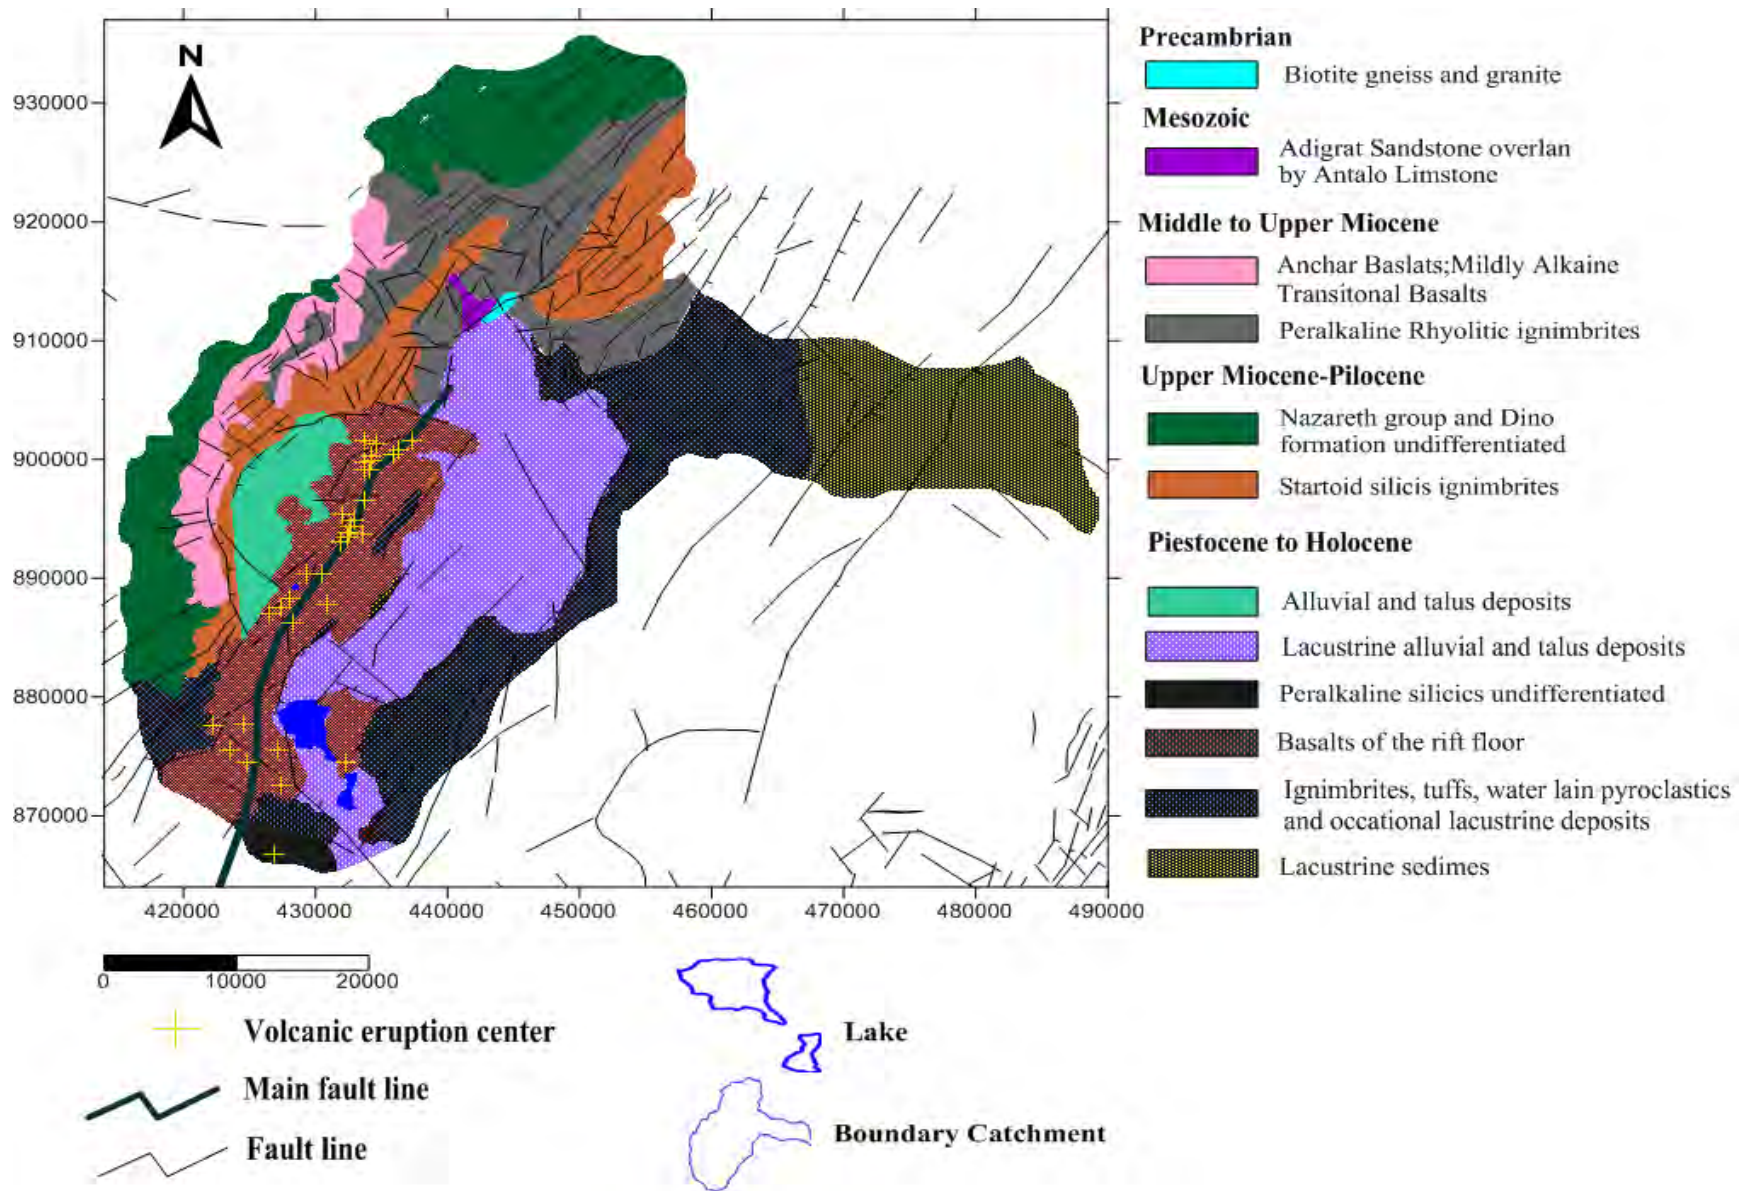 N
930000
920000
910000
900000
890000
880000
870000
420000
430000
440000
450000
460000
470000
480000
490000
0
10000
20000
Volcanic eruption center
Main fault line
Fault line
Lake
Boundary Catchment
Precambrian
Biotite gneiss and granite
Mesozoic
Adigrat Sandstone overlan
by Antalo Limstone
Middle to Upper Miocene
Anchar Baslats;Mildly Alkaine
Transitonal Basalts
Peralkaline Rhyolitic ignimbrites
Upper Miocene-Pilocene
Nazareth group and Dino
formation undifferentiated
Startoid silicis ignimbrites
Piestocene to Holocene
Alluvial and talus deposits
Lacustrine alluvial and talus deposits
Peralkaline silicics undifferentiated
Basalts of the rift floor
Ignimbrites, tuffs, water lain pyroclastics
and occational lacustrine deposits
Lacustrine sedimes